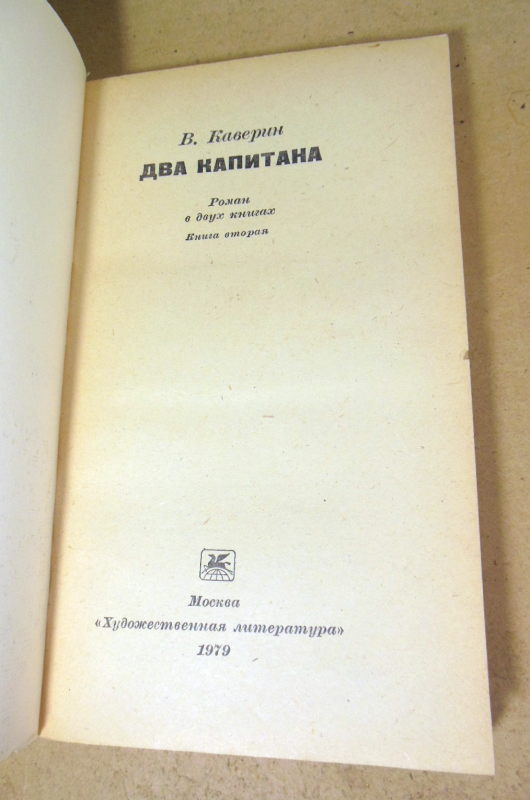 В. Каверин
ДВА КАПИТАНА
Роман
в двух книгах
Книга вторая
Москва
«Художественная литература»
1979